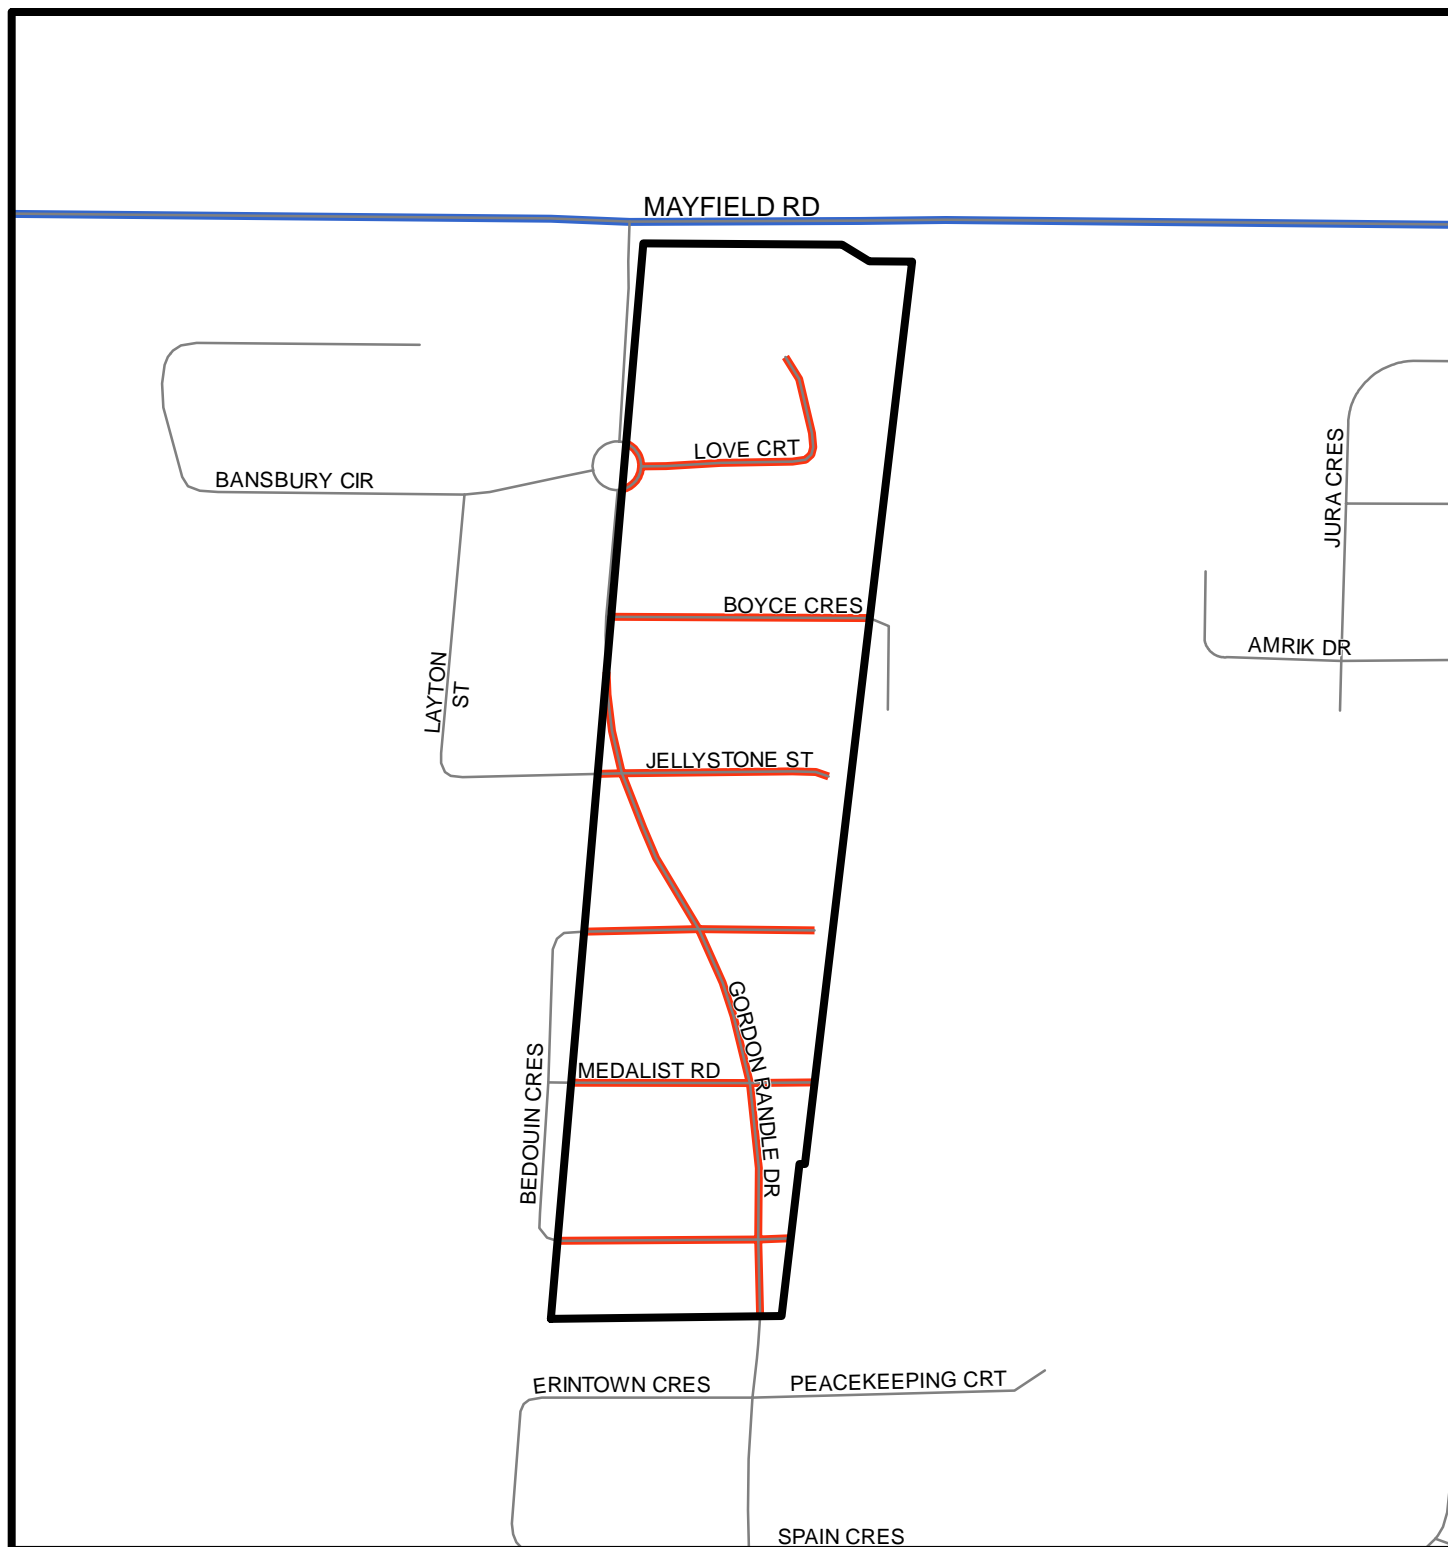 MAYFIELD RD
LOVE CRT
BANSBURY CIR
JURA CRES
BOYCE CRES
AMRIK DR
LAYTON
ST
JELLYSTONE ST
GORDON RANDLE DR
MEDALIST RD
BEDOUIN CRES
ERINTOWN CRES
PEACEKEEPING CRT
SPAIN CRES